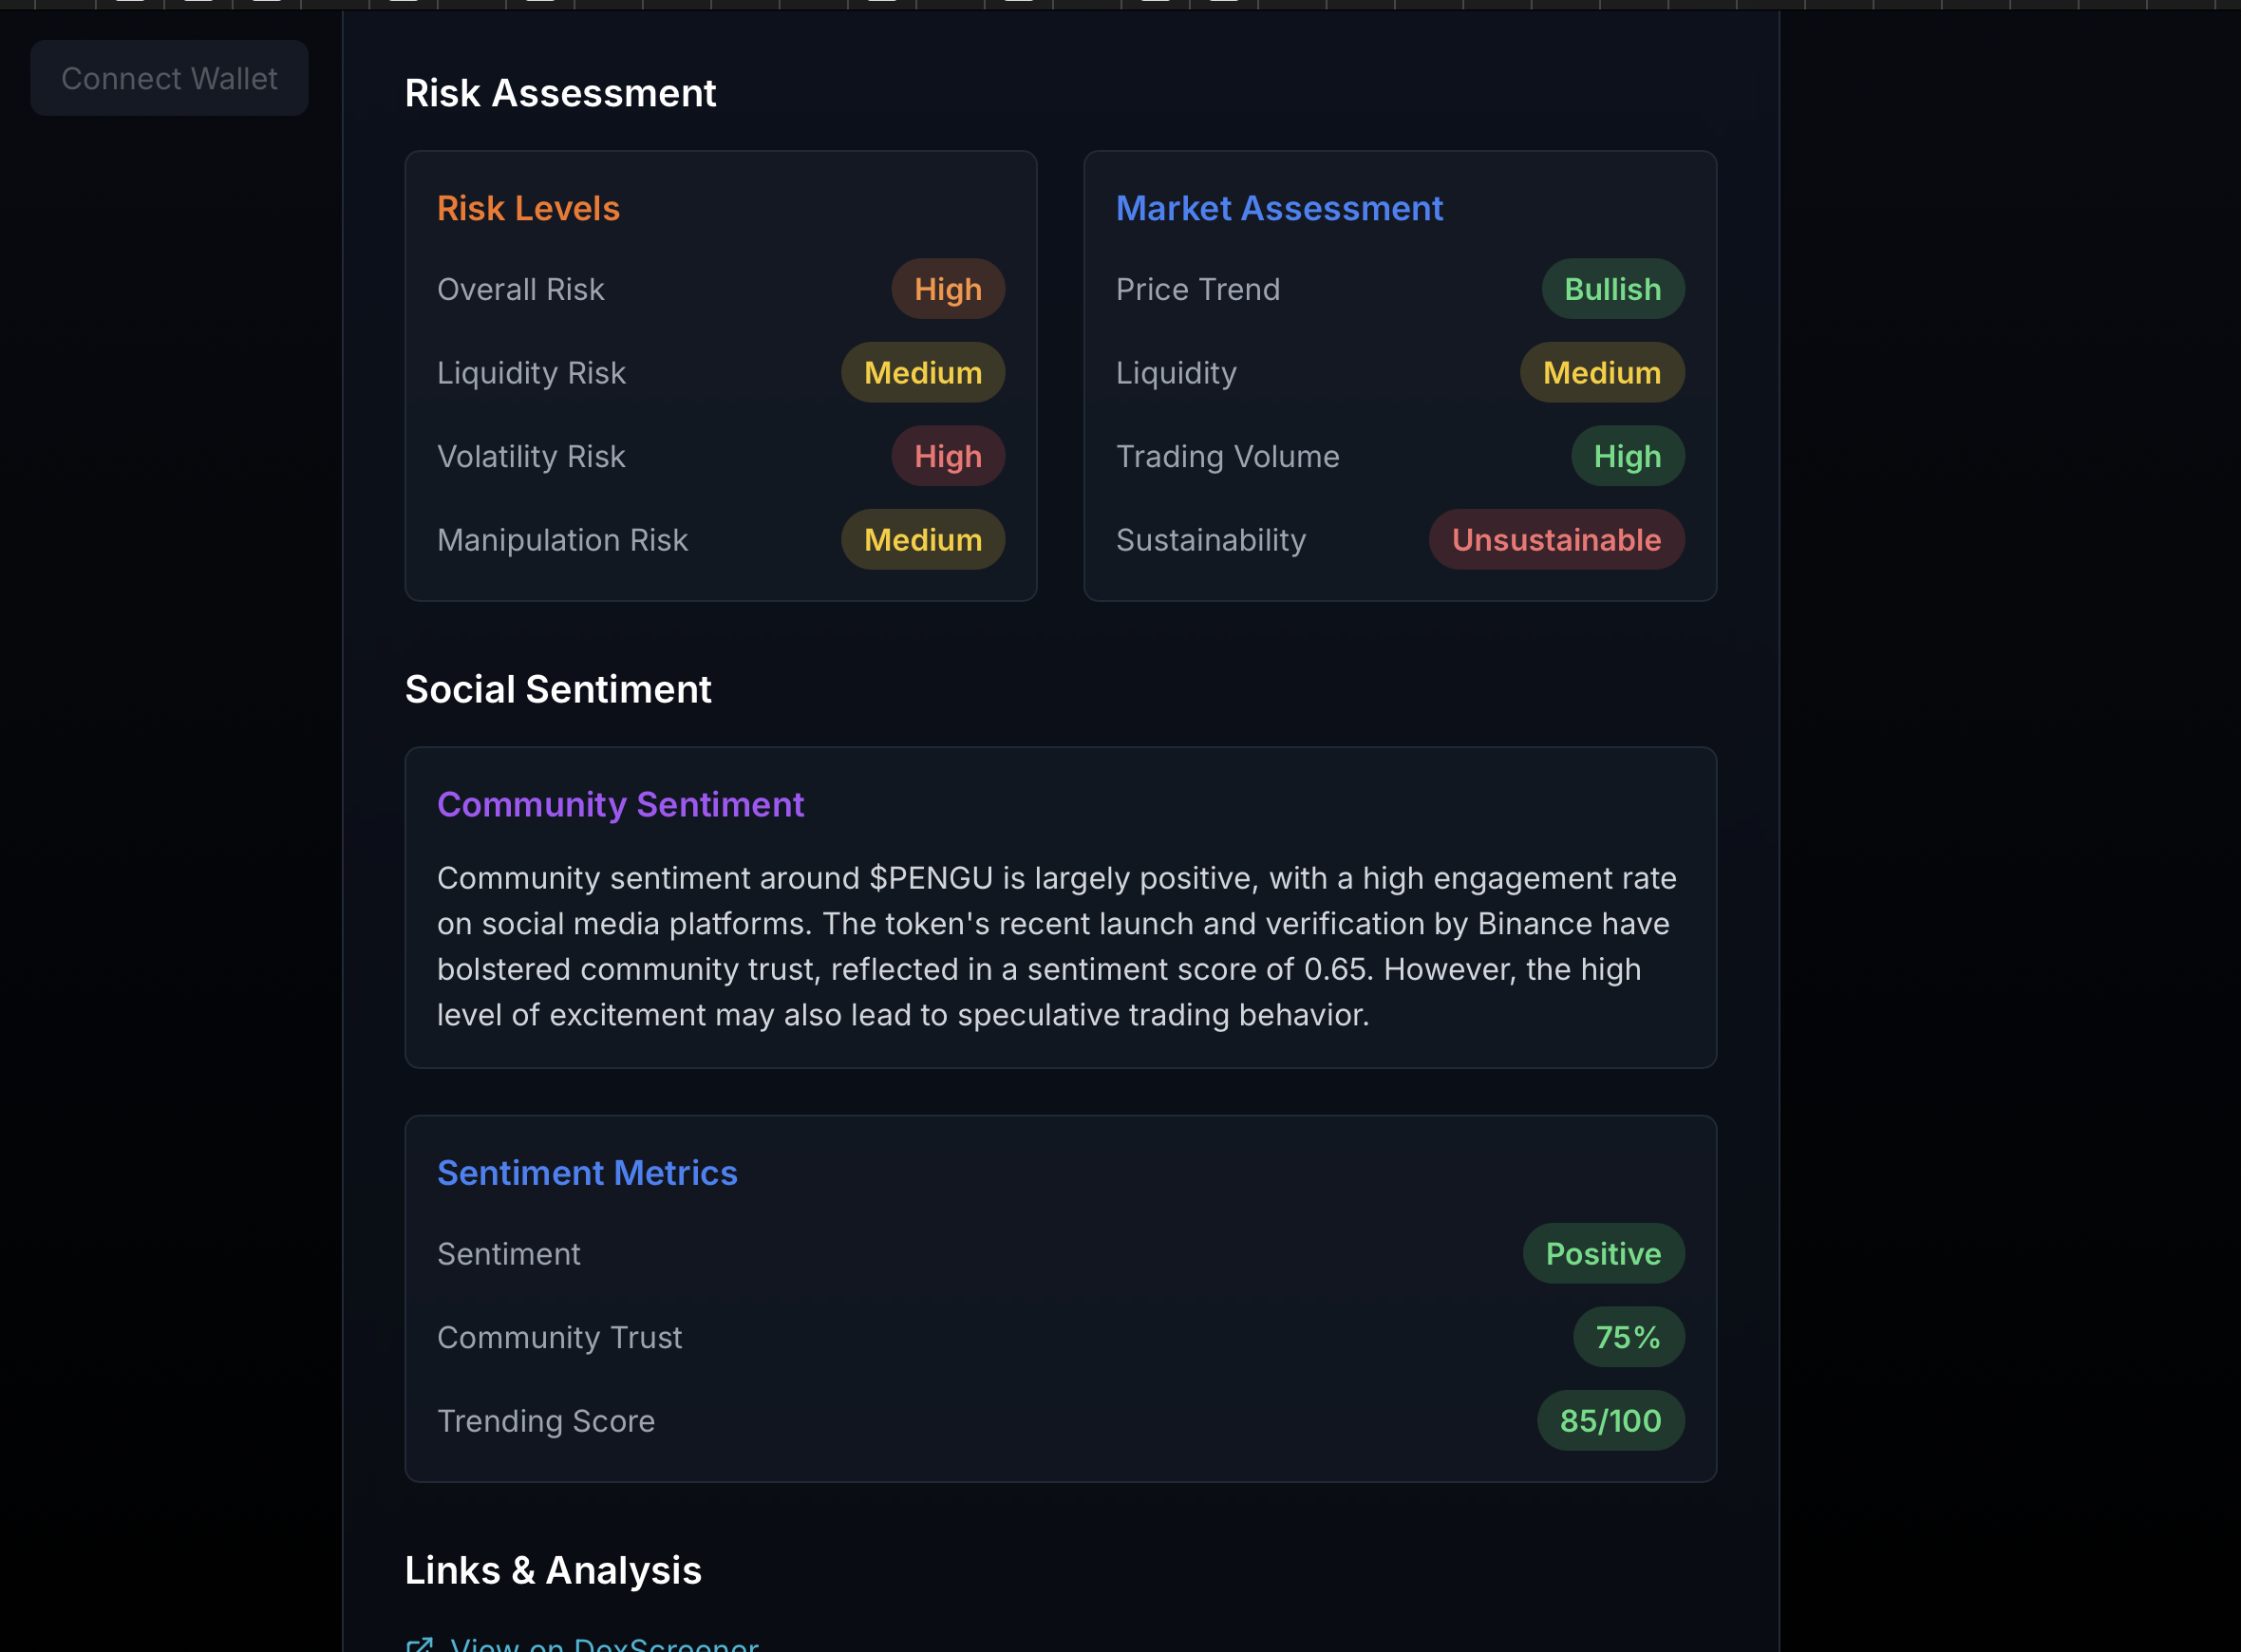 Connect Wallet
Risk Assessment
Risk Levels
Overall Risk High
Liquidity Risk Medium
Volatility Risk High
Manipulation Risk Medium
Market Assessment
Price Trend Bullish
Liquidity Medium
Trading Volume High
Sustainability Unsustainable
Social Sentiment
Community Sentiment
Community sentiment around $PENGU is largely positive, with a high engagement rate
on social media platforms. The token's recent launch and verification by Binance have
bolstered community trust, reflected in a sentiment score of 0.65. However, the high
level of excitement may also lead to speculative trading behavior.
Sentiment Metrics
Sentiment Positive
Community Trust 75%
Trending Score 85/100
Links & Analysis
View on DexScreener